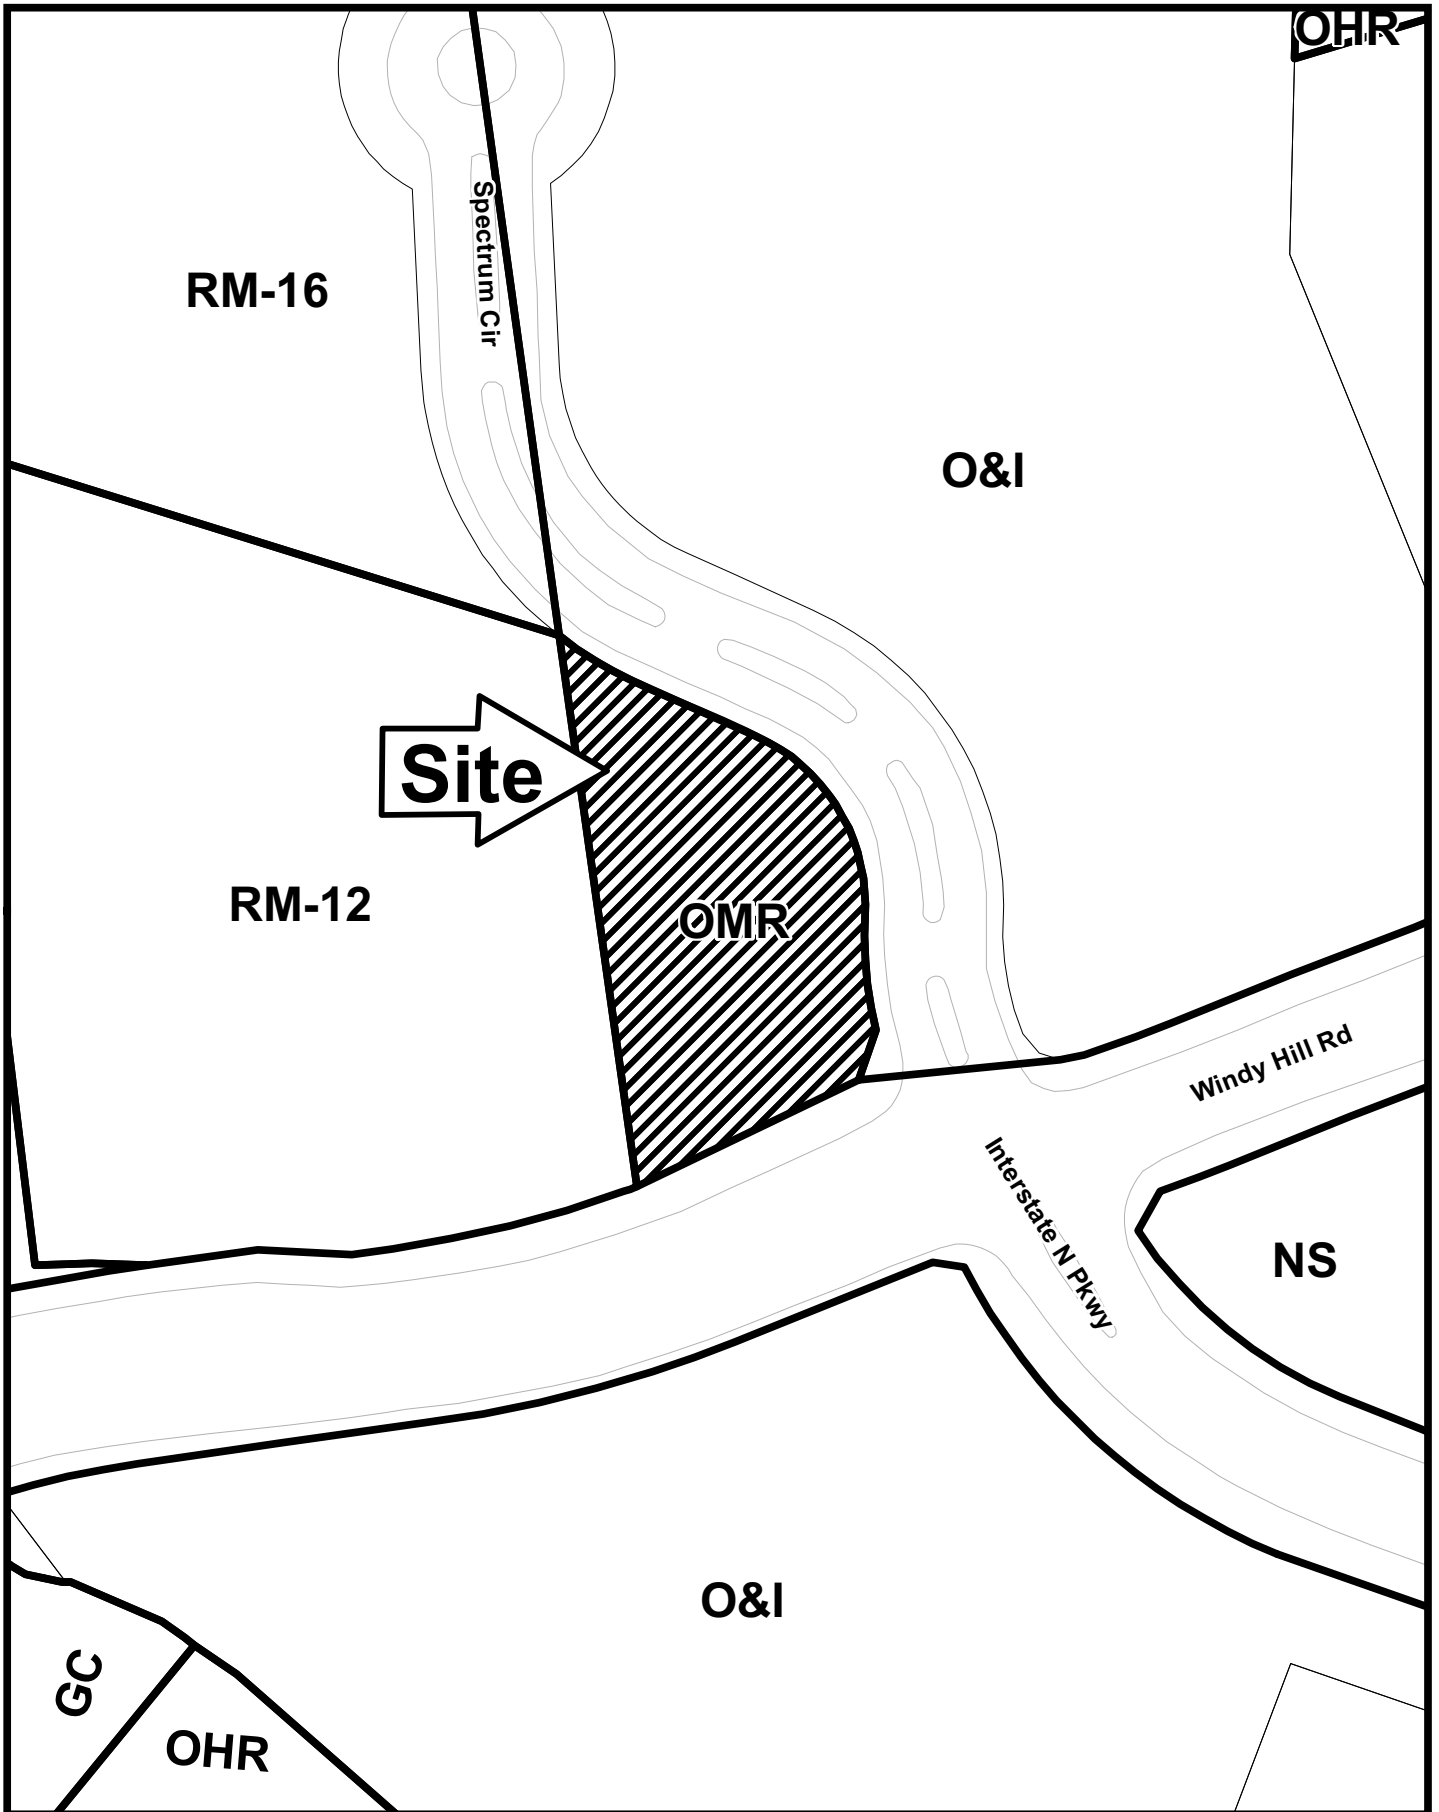 OHR
Spectrum Cir
RM-16
O&I
Site
RM-12
OMR
Windy Hill Rd
Interstate N Pkwy
NS
O&I
GC
OHR